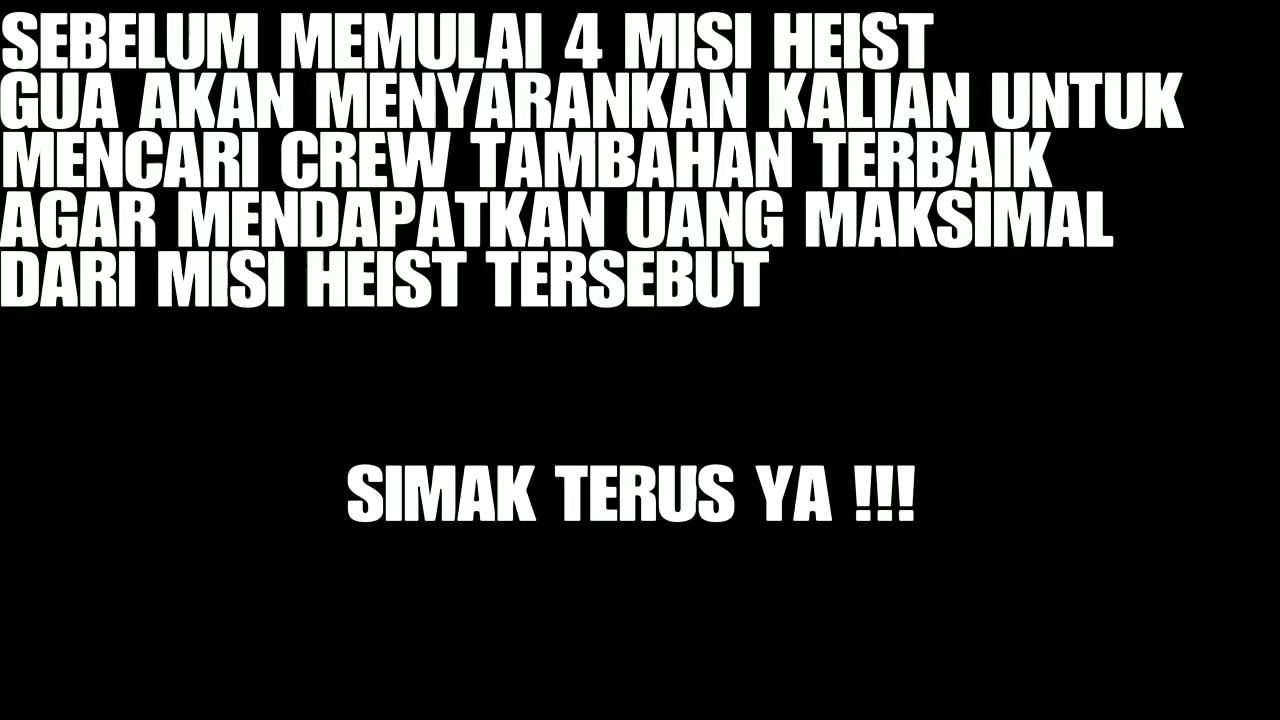 SEBELUM MEMULAI 4 MISI HEIST
GUA AKAN MENYARANKAN KALIAN UNTUK
MENCARI CREW TAMBAHAN TERBAIK
AGAR MENDAPATKAN UANG MAKSIMAL
DARI MISI HEIST TERSEBUT
SIMAK TERUS YA !!!